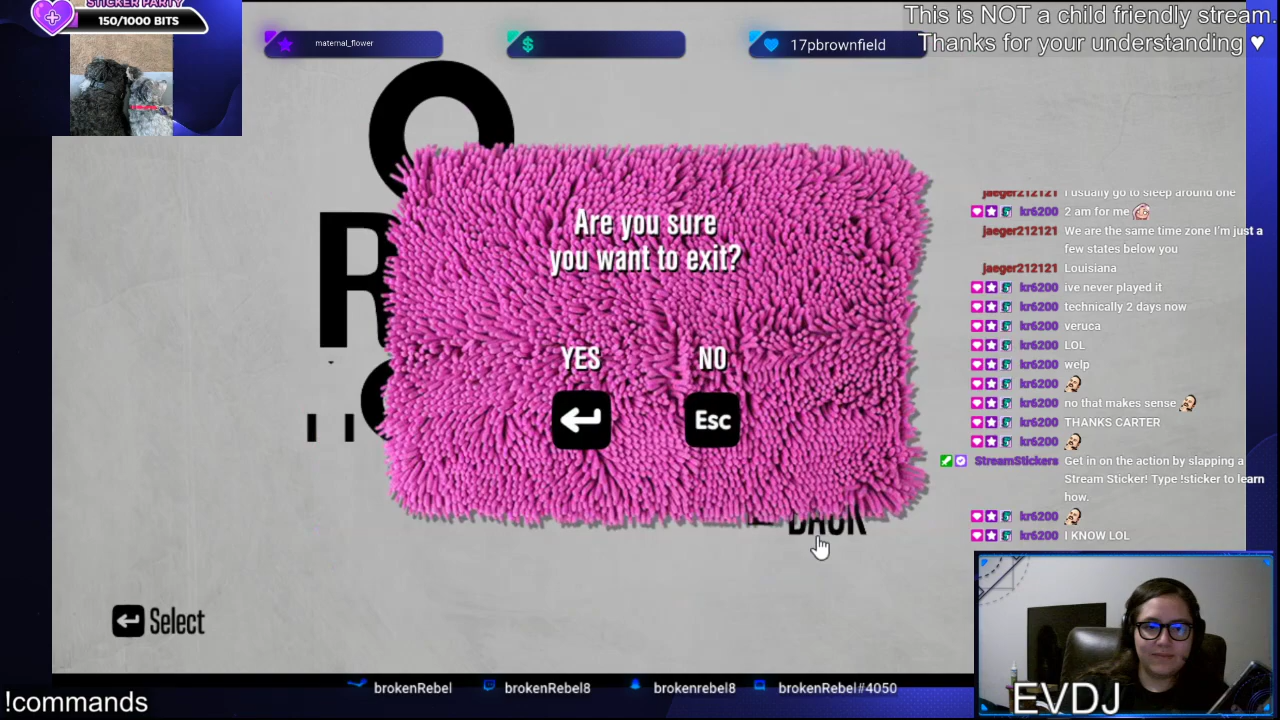 STICKER PARTY
150/1000 BITS
maternal_flower
$
17pbrownfield
This is NOT a child friendly stream.
Thanks for your understanding ♥
O
R
Are you sure
you want to exit?
YES
NO
Esc
BACK
Select
jaeger212121 I usually go to sleep around one
kr6200 2 am for me
jaeger212121 We are the same time zone I'm just a
few states below you
jaeger212121 Louisiana
kr6200 ive never played it
kr6200 technically 2 days now
kr6200 veruca
kr6200 LOL
kr6200 welp
kr6200
kr6200 no that makes sense
kr6200 THANKS CARTER
kr6200
StreamStickers Get in on the action by slapping a
Stream Sticker! Type !sticker to learn
how.
kr6200
kr6200 I KNOW LOL
EVDJ
brokenRebel
brokenRebel8
brokenrebel8
brokenRebel#4050
!commands